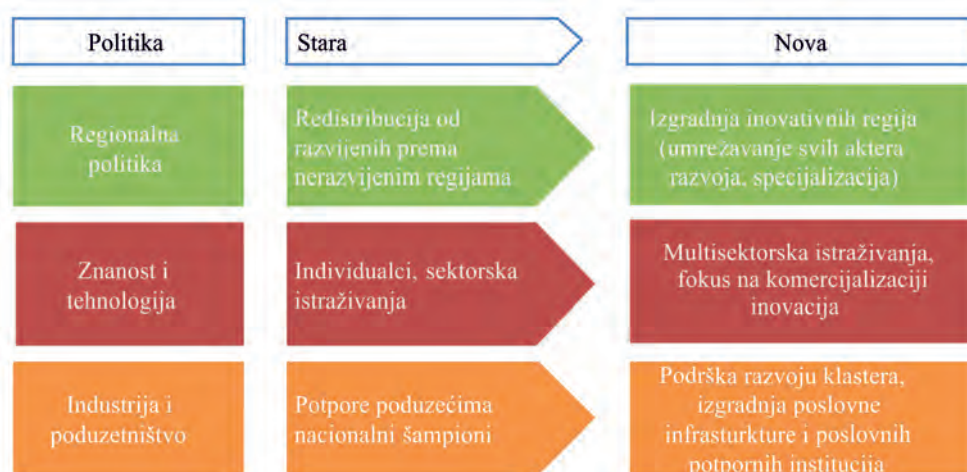 Politika
Stara
Nova
Regionalna
politika
Redistribucija od
razvijenih prema
nerazvijenim regijama
Izgradnja inovativnih regija
(umrežavanje svih aktera
razvoja, specijalizacija)
Znanost i
tehnologija
Individualci, sektorska
istraživanja
Multisektorska istraživanja,
fokus na komercijalizaciji
inovacija
Industrija i
poduzetništvo
Potpore poduzećima
nacionalni šampioni
Podrška razvoju klastera,
izgradnja poslovne
infrasturkture i poslovnih
potpornih institucija